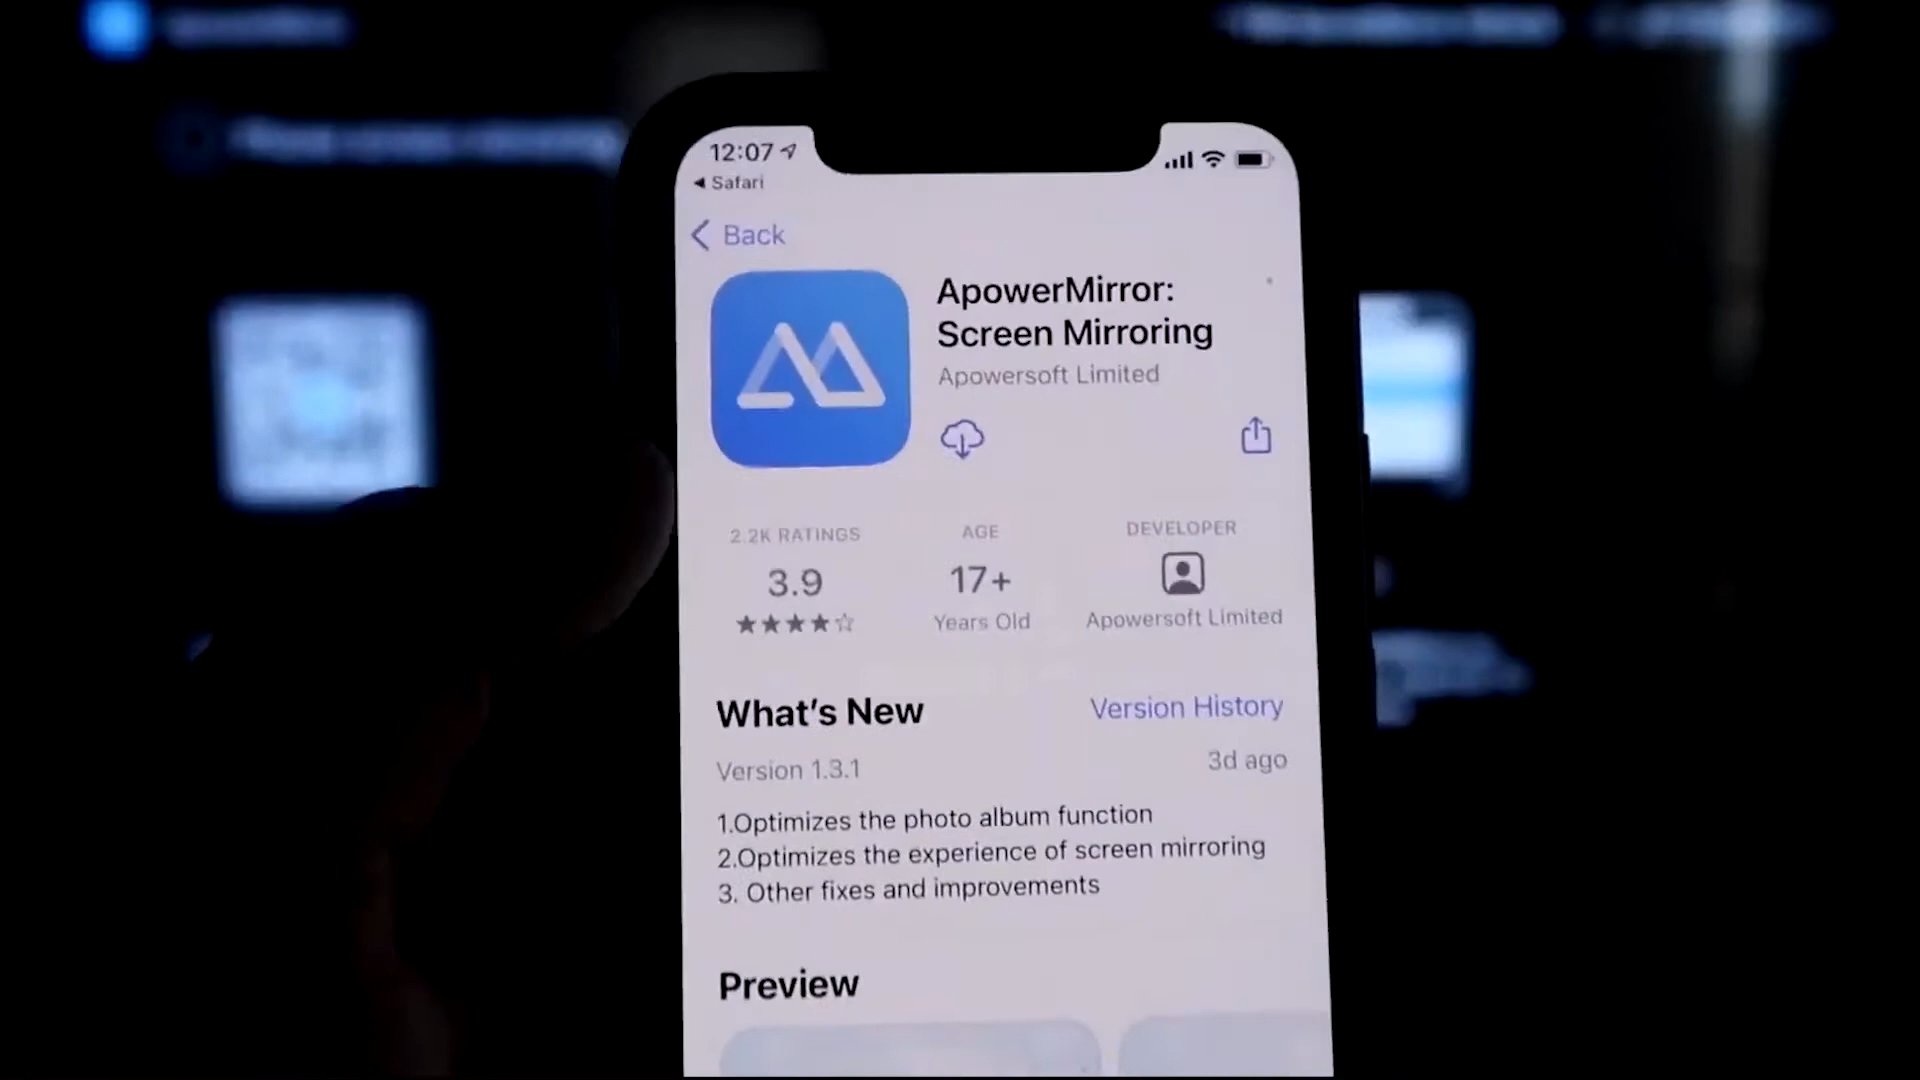 12:07
Safari
Back
ApowerMirror:
Screen Mirroring
Apowersoft Limited
2.2K RATINGS
AGE
DEVELOPER
3.9
17+
Years Old
Apowersoft Limited
What's New
Version History
Version 1.3.1
3d ago
1.Optimizes the photo album function
2.Optimizes the experience of screen mirroring
3. Other fixes and improvements
Preview